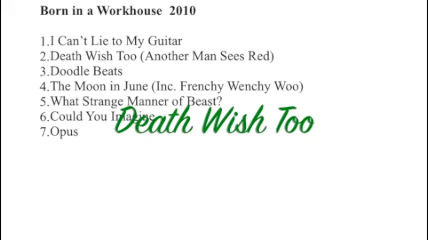 Born in a Workhouse 2010
1.I Can't Lie to My Guitar
2.Death Wish Too (Another Man Sees Red)
3.Doodle Beats
4.The Moon in June (Inc. Frenchy Wenchy Woo)
5.What Strange Manner of Beast?
6.Could You Imagine
7.Opus
Death Wish Too